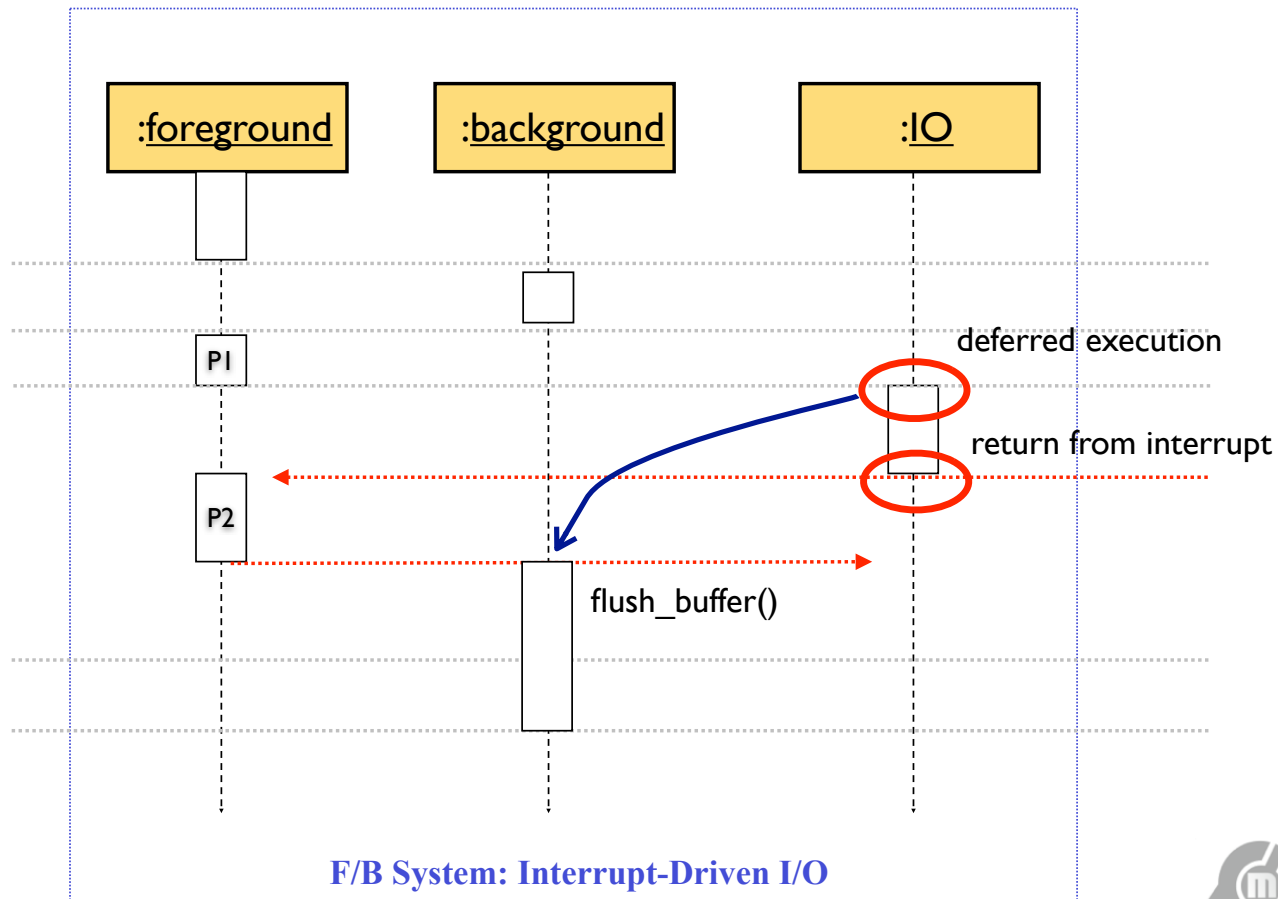 :foreground
:background
:IO
deferred execution
P1
return from interrupt
P2
flush_buffer()
F/B System: Interrupt-Driven I/O
m